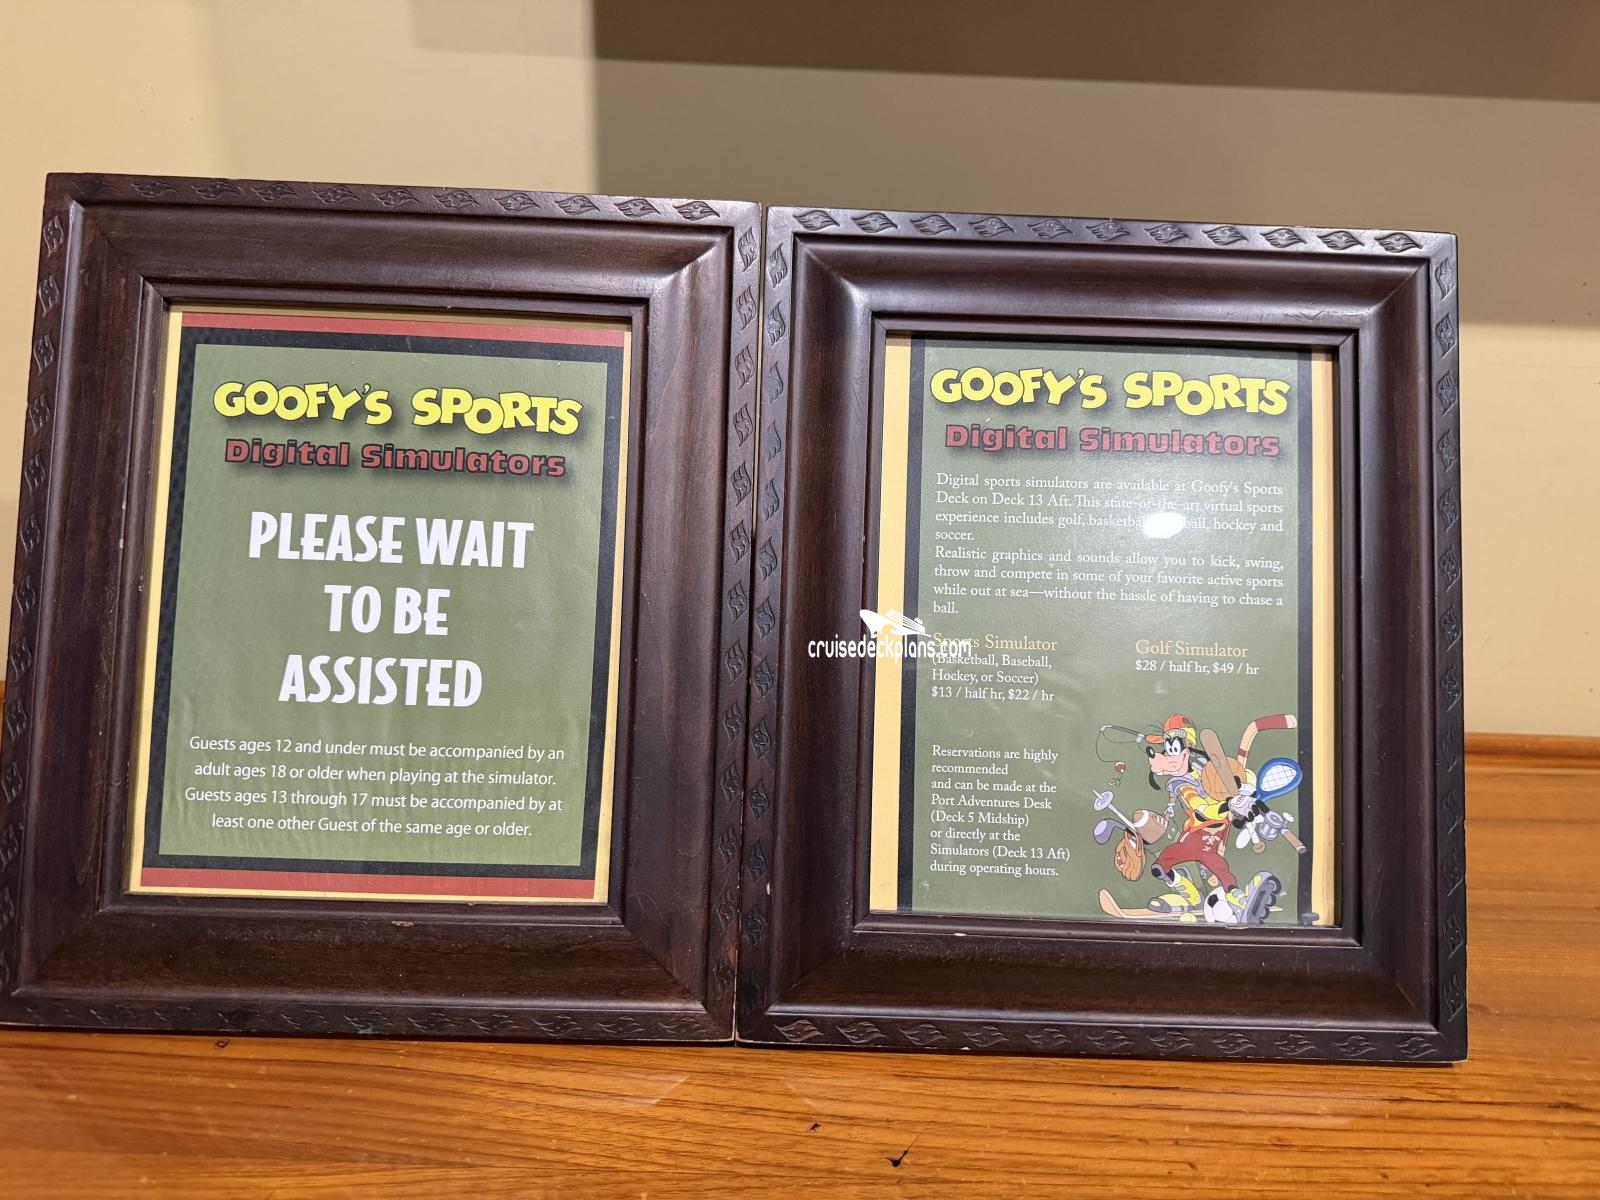 GOOFY'S SPORTS
Digital Simulators
PLEASE WAIT
TO BE
ASSISTED
Guests ages 12 and under must be accompanied by an
adult ages 18 or older when playing at the simulator.
Guests ages 13 through 17 must be accompanied by at
least one other Guest of the same age or older.
GOOFY'S SPORTS
Digital Simulators
Digital sports simulators are available at Goofy's Sports
Deck on Deck 13 Aft. This state-of-the-art virtual sports
experience includes golf, hockey and
soccer.
Realistic graphics and sounds allow you to kick, swing,
throw and compete in some of your favorite active sports
while out at sea—without the hassle of having to chase a
ball.
cruisedeckplans.com
Sports Simulator
(Basketball, Baseball,
Hockey, or Soccer)
$13 / half hr, $22 / hr
Golf Simulator
$28 / half hr, $49 / hr
Reservations are highly
recommended
and can be made at the
Port Adventures Desk
(Deck 5 Midship)
or directly at the
Simulators (Deck 13 Aft)
during operating hours.